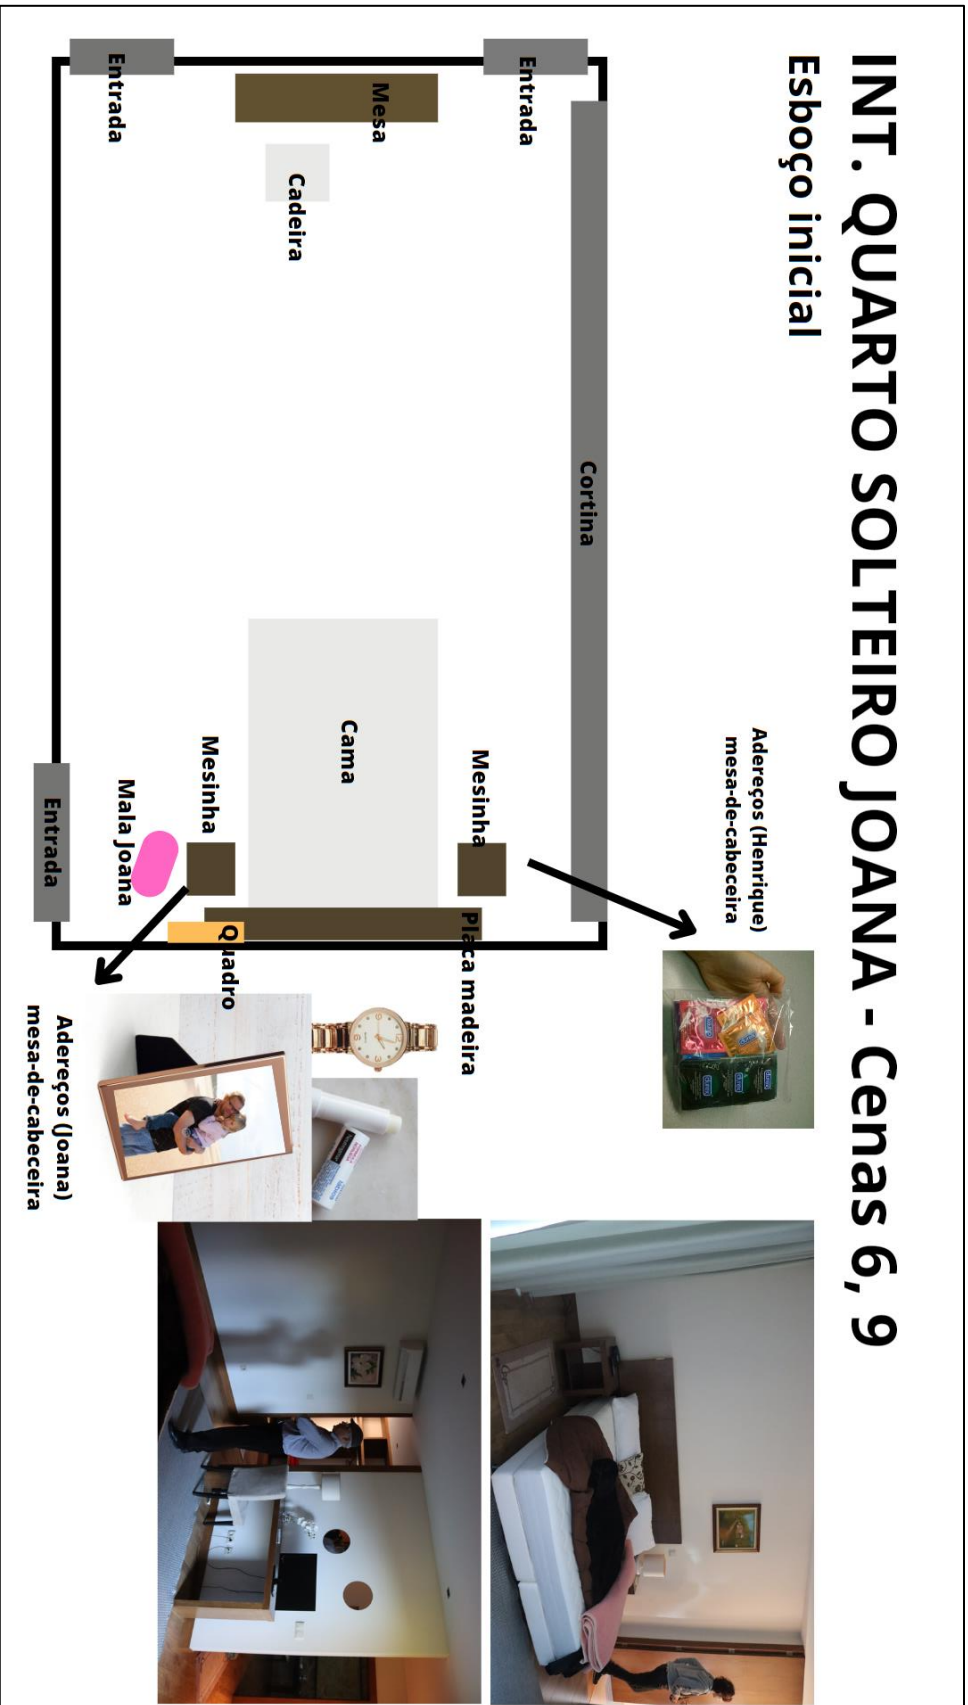 INT. QUARTO SOLTEIRO JOANA - Cenas 6, 9
Esboço inicial
Adereços (Henrique)
mesa-de-cabeceira
Entrada
Cortina
Mesa
Entrada
Cadeira
Cama
Mesinha
Placa madeira
Mesinha
Quadro
Mala Joana
Entrada
Adereços (Joana)
mesa-de-cabeceira